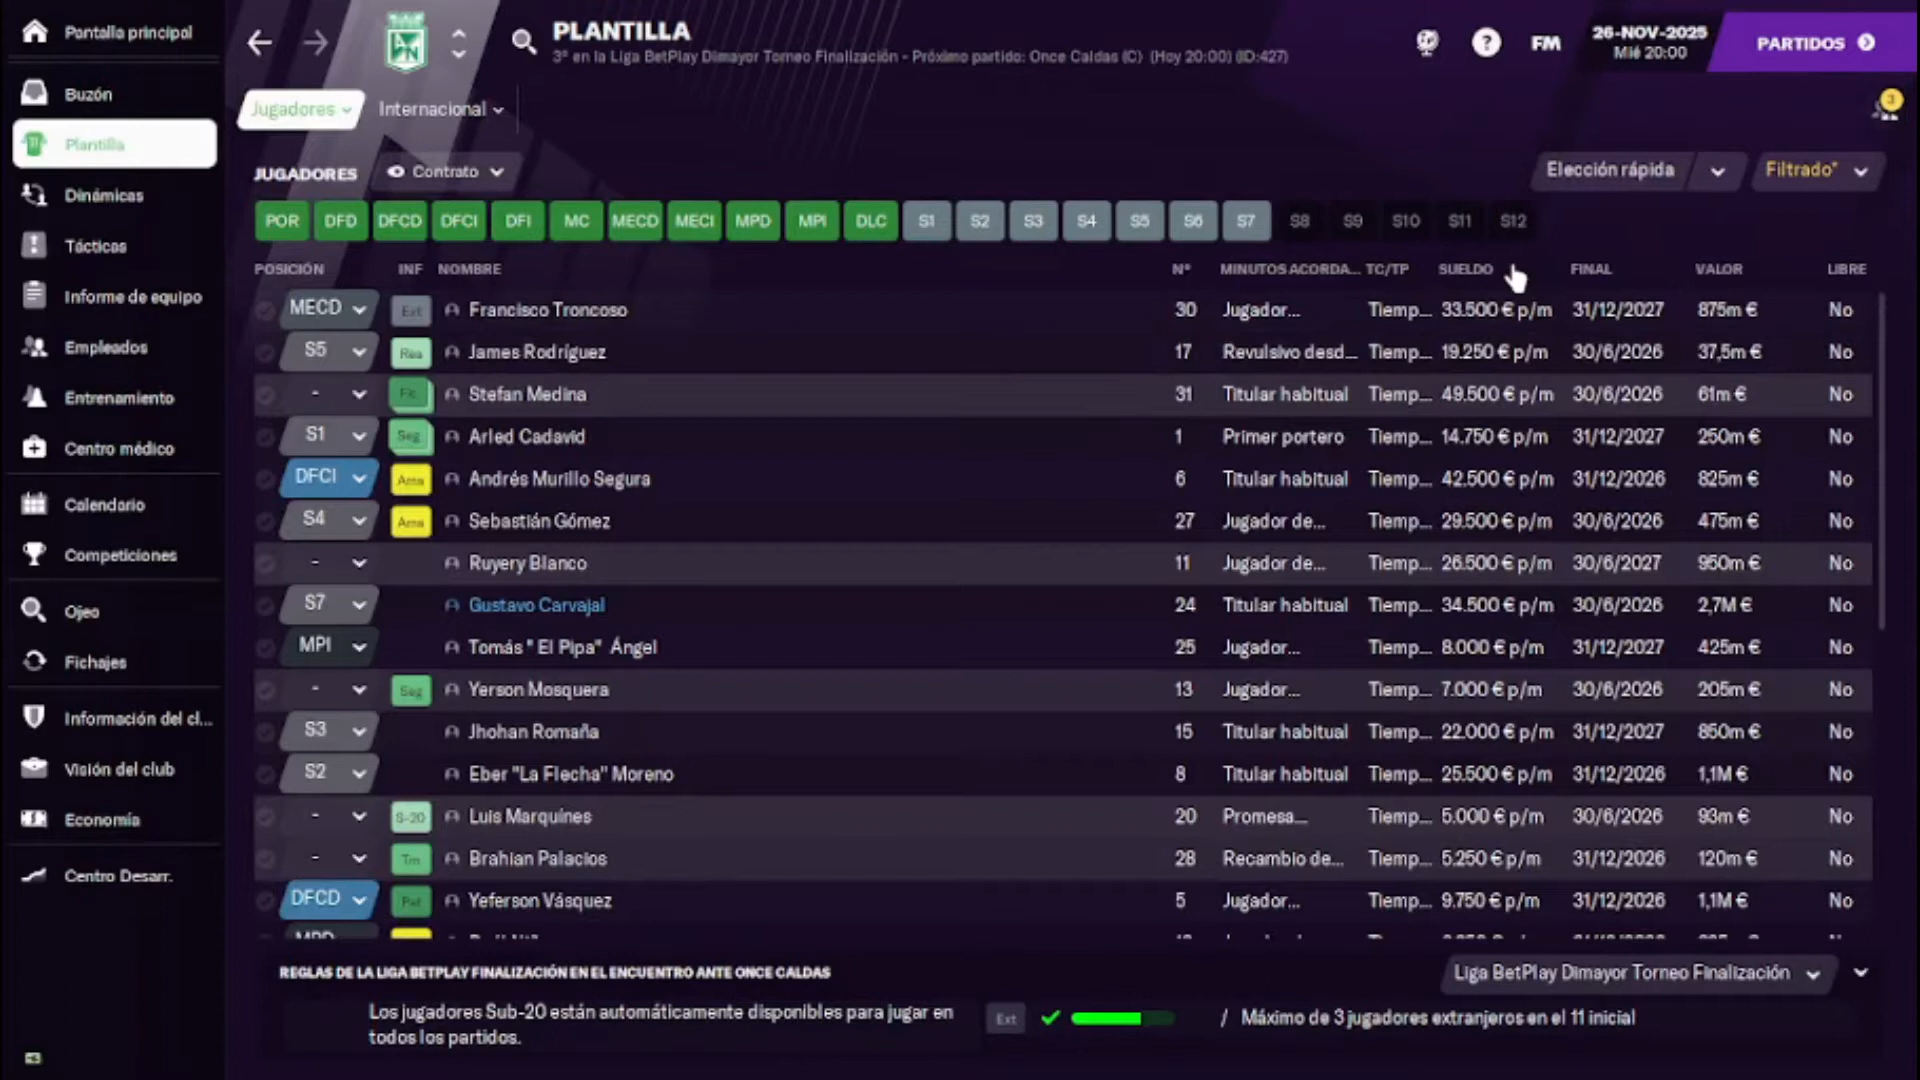 Pantalla principal
Buzón
Plantilla
Dinámicas
Tácticas
Informe de equipo
Empleados
Entrenamiento
Centro médico
Calendario
Competiciones
Ojeo
Fichajes
Información del cl...
Visión del club
Economía
Centro Desarr.
PLANTILLA
3º en la Liga BetPlay Dimayor Torneo Finalización - Próximo partido: Once Caldas (C) (Hoy 20:00) (ID:427)
FM
26-NOV-2025
Mié 20:00
PARTIDOS
Jugadores
Internacional
3
JUGADORES
Contrato
Elección rápida
Filtrado*
POR DFD DFCD DFCI DFI MC MECD MECI MPD MPI DLC S1 S2 S3 S4 S5 S6 S7 S8 S9 S10 S11 S12
POSICIÓN INF NOMBRE Nº MINUTOS ACORDA... TC/TP SUELDO FINAL VALOR LIBRE
MECD Ext Francisco Troncoso 30 Jugador... Tiemp... 33.500 € p/m 31/12/2027 875m € No
S5 Rea James Rodríguez 17 Revulsivo desd... Tiemp... 19.250 € p/m 30/6/2026 37,5m € No
- Fic Stefan Medina 31 Titular habitual Tiemp... 49.500 € p/m 30/6/2026 61m € No
S1 Seg Arled Cadavid 1 Primer portero Tiemp... 14.750 € p/m 31/12/2027 250m € No
DFCI Ama Andrés Murillo Segura 6 Titular habitual Tiemp... 42.500 € p/m 31/12/2026 825m € No
S4 Ama Sebastián Gómez 27 Jugador de... Tiemp... 29.500 € p/m 30/6/2026 475m € No
- Ruyery Blanco 11 Jugador de... Tiemp... 26.500 € p/m 30/6/2027 950m € No
S7 Gustavo Carvajal 24 Titular habitual Tiemp... 34.500 € p/m 30/6/2026 2,7M € No
MPI Tomás " El Pipa" Ángel 25 Jugador... Tiemp... 8.000 € p/m 31/12/2027 425m € No
- Seg Yerson Mosquera 13 Jugador... Tiemp... 7.000 € p/m 30/6/2026 205m € No
S3 Jhohan Romaña 15 Titular habitual Tiemp... 22.000 € p/m 31/12/2027 850m € No
S2 Eber "La Flecha" Moreno 8 Titular habitual Tiemp... 25.500 € p/m 31/12/2026 1,1M € No
- S-20 Luis Marquines 20 Promesa... Tiemp... 5.000 € p/m 30/6/2026 93m € No
- Tm Brahian Palacios 28 Recambio de... Tiemp... 5.250 € p/m 31/12/2026 120m € No
DFCD Yeferson Vásquez 5 Jugador... Tiemp... 9.750 € p/m 31/12/2026 1,1M € No
MPD
REGLAS DE LA LIGA BETPLAY FINALIZACIÓN EN EL ENCUENTRO ANTE ONCE CALDAS
Liga BetPlay Dimayor Torneo Finalización
Los jugadores Sub-20 están automáticamente disponibles para jugar en
todos los partidos.
Ext / Máximo de 3 jugadores extranjeros en el 11 inicial